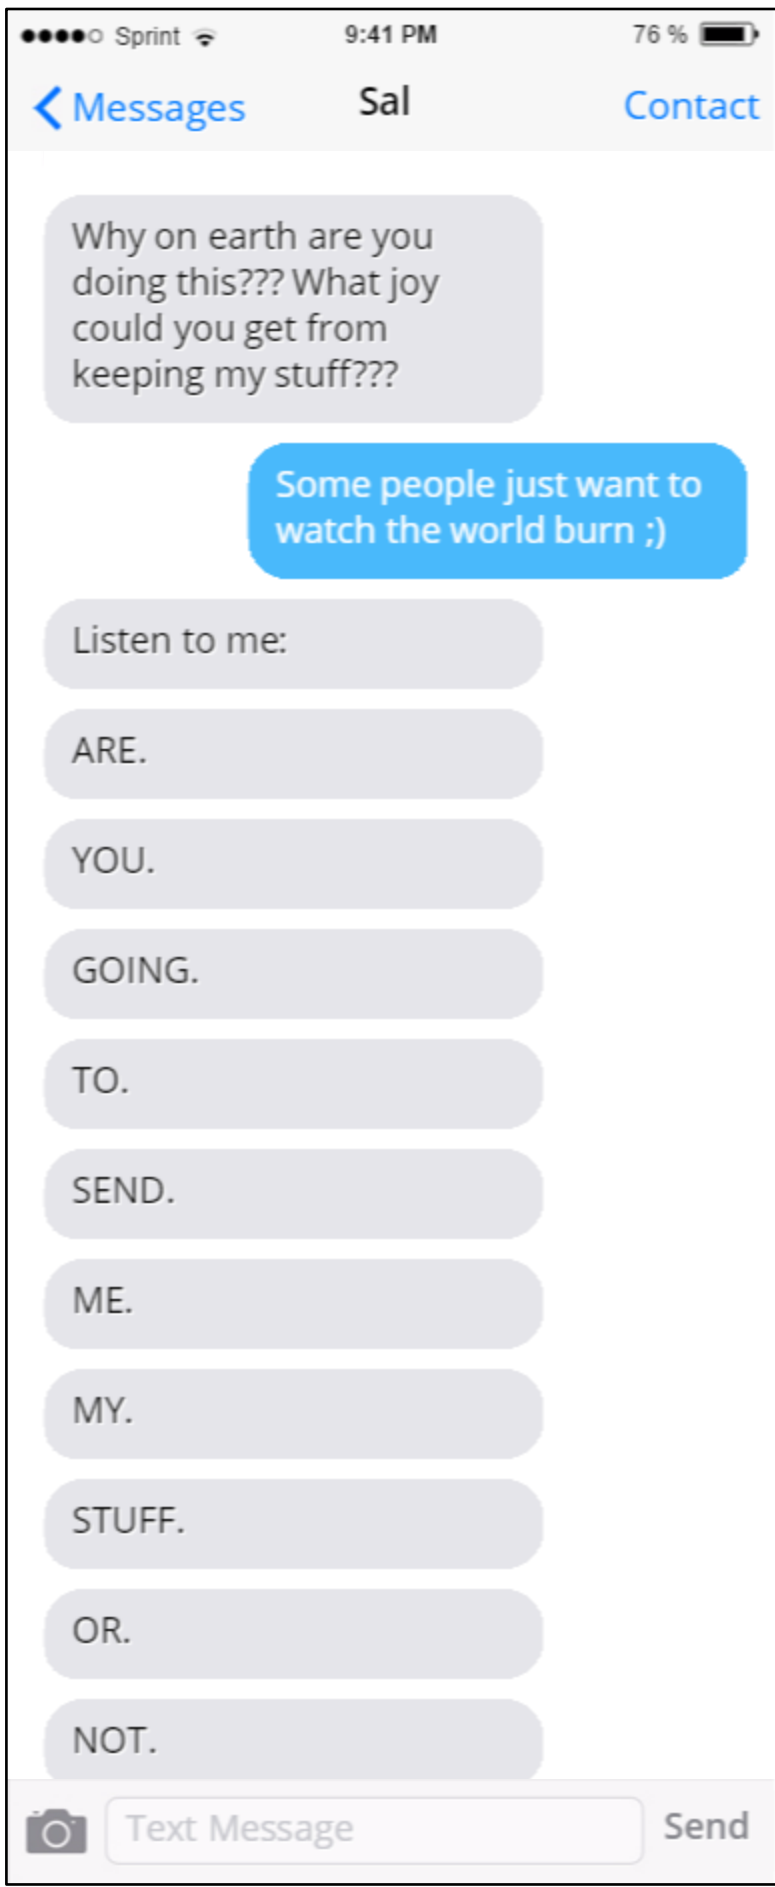 Sprint 9:41 PM 76 %
Messages Sal Contact
Why on earth are you
doing this??? What joy
could you get from
keeping my stuff???
Some people just want to
watch the world burn ;)
Listen to me:
ARE.
YOU.
GOING.
TO.
SEND.
ME.
MY.
STUFF.
OR.
NOT.
Text Message Send